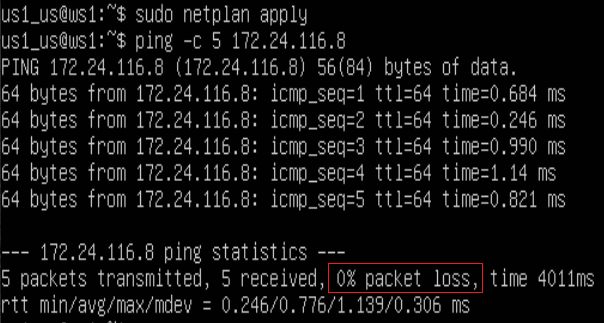 us1_us@ws1:~$ sudo netplan apply
us1_us@ws1:~$ ping -c 5 172.24.116.8
PING 172.24.116.8 (172.24.116.8) 56(84) bytes of data.
64 bytes from 172.24.116.8: icmp_seq=1 ttl=64 time=0.684 ms
64 bytes from 172.24.116.8: icmp_seq=2 ttl=64 time=0.246 ms
64 bytes from 172.24.116.8: icmp_seq=3 ttl=64 time=0.990 ms
64 bytes from 172.24.116.8: icmp_seq=4 ttl=64 time=1.14 ms
64 bytes from 172.24.116.8: icmp_seq=5 ttl=64 time=0.821 ms

--- 172.24.116.8 ping statistics ---
5 packets transmitted, 5 received, 0% packet loss, time 4011ms
rtt min/avg/max/mdev = 0.246/0.776/1.139/0.306 ms